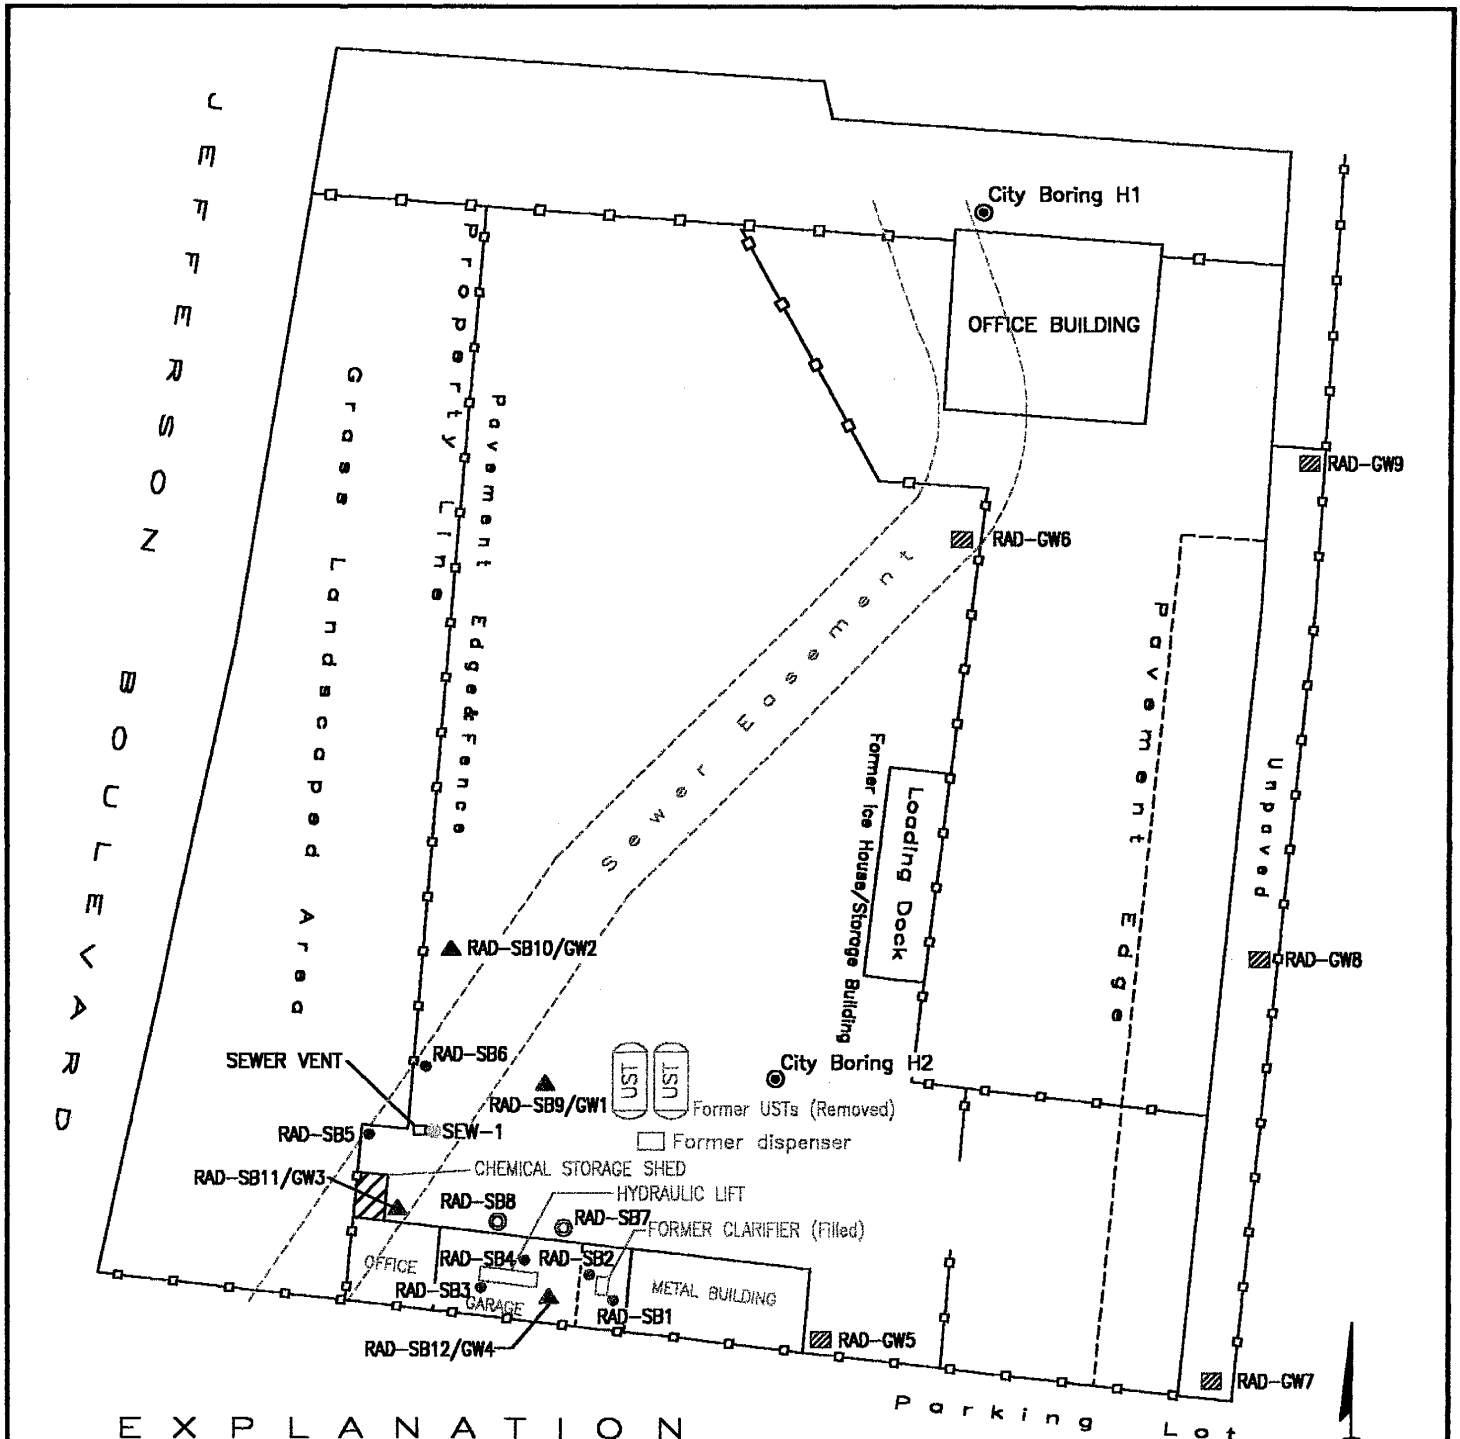 JEFFERSON BOULEVARD
City Boring H1
OFFICE BUILDING
Property Line
Pavement Edge&Fence
Grass Landscaped Area
RAD-GW9
RAD-GW6
Sewer Easement
Pavement Edge
Unpaved
Loading Dock
Former Ice House/Storage Building
RAD-SB10/GW2
RAD-GW8
SEWER VENT
RAD-SB6
UST
UST
City Boring H2
RAD-SB9/GW1
Former USTs (Removed)
RAD-SB5
SEW-1
Former dispenser
CHEMICAL STORAGE SHED
RAD-SB11/GW3
HYDRAULIC LIFT
RAD-SB8
RAD-SB7
FORMER CLARIFIER (Filled)
OFFICE
RAD-SB4
RAD-SB2
RAD-SB3
GARAGE
METAL BUILDING
RAD-SB1
RAD-SB12/GW4
RAD-GW5
RAD-GW7
Parking Lot
EXPLANATION